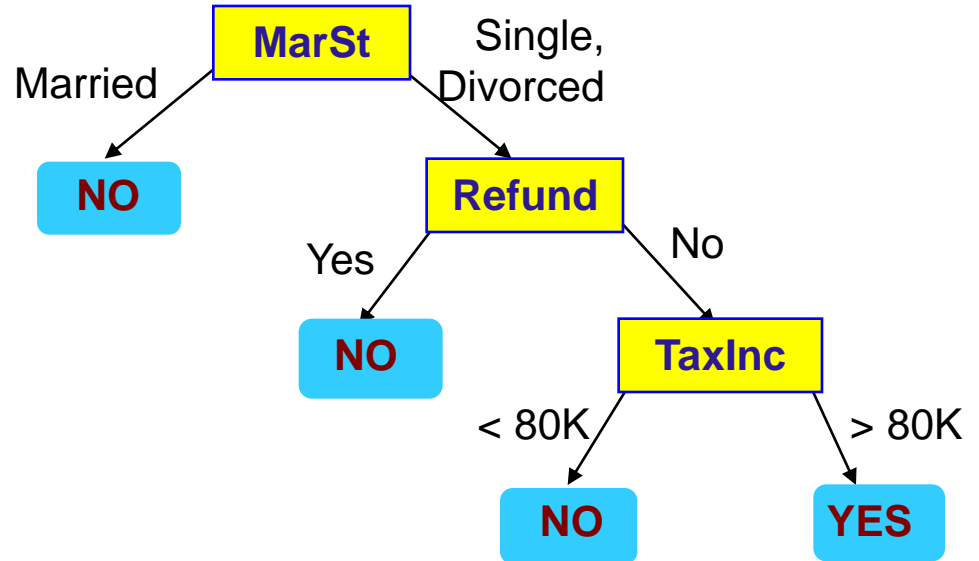 MarSt
Single,
Married
Divorced
NO
Refund
Yes
No
NO
TaxInc
< 80K
> 80K
NO
YES